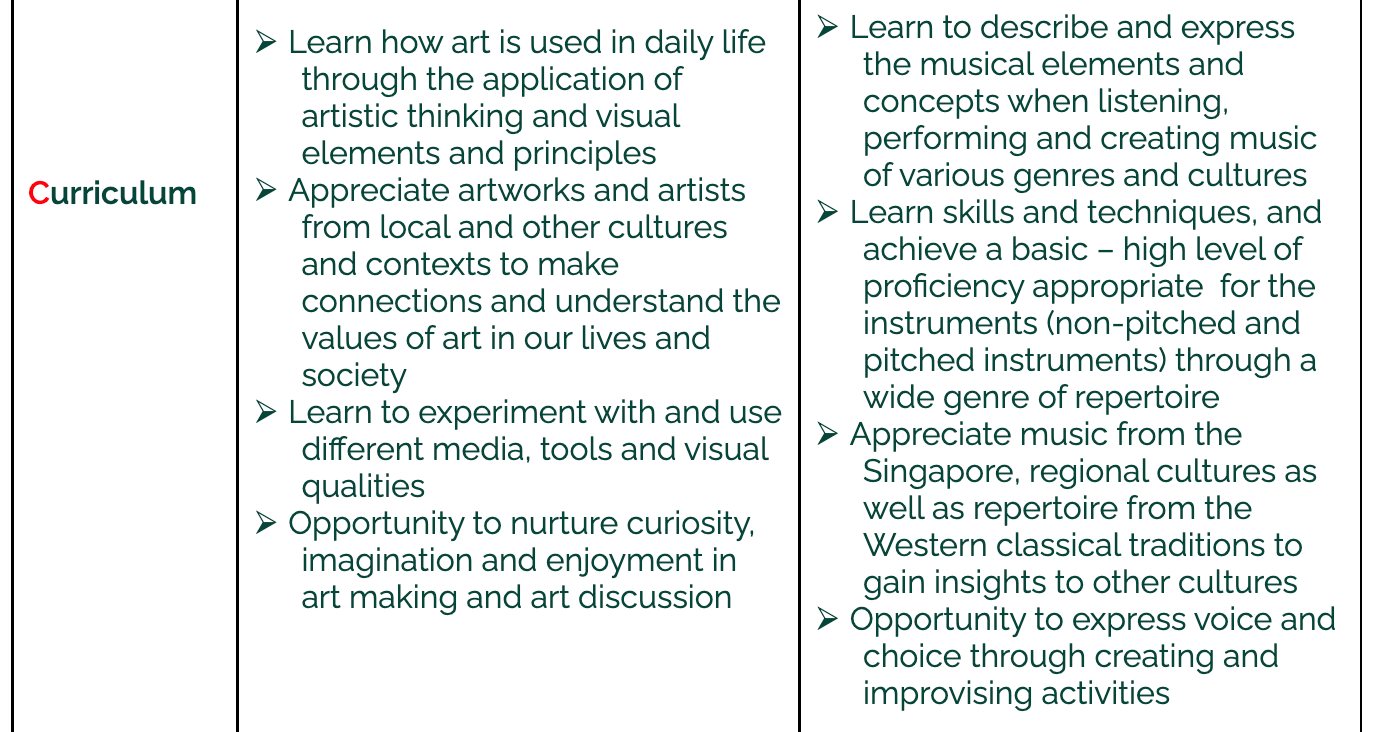 Curriculum
➢ Learn how art is used in daily life
through the application of
artistic thinking and visual
elements and principles
➢ Appreciate artworks and artists
from local and other cultures
and contexts to make
connections and understand the
values of art in our lives and
society
➢ Learn to experiment with and use
different media, tools and visual
qualities
➢ Opportunity to nurture curiosity,
imagination and enjoyment in
art making and art discussion
➢ Learn to describe and express
the musical elements and
concepts when listening,
performing and creating music
of various genres and cultures
➢ Learn skills and techniques, and
achieve a basic – high level of
proficiency appropriate  for the
instruments (non-pitched and
pitched instruments) through a
wide genre of repertoire
➢ Appreciate music from the
Singapore, regional cultures as
well as repertoire from the
Western classical traditions to
gain insights to other cultures
➢ Opportunity to express voice and
choice through creating and
improvising activities